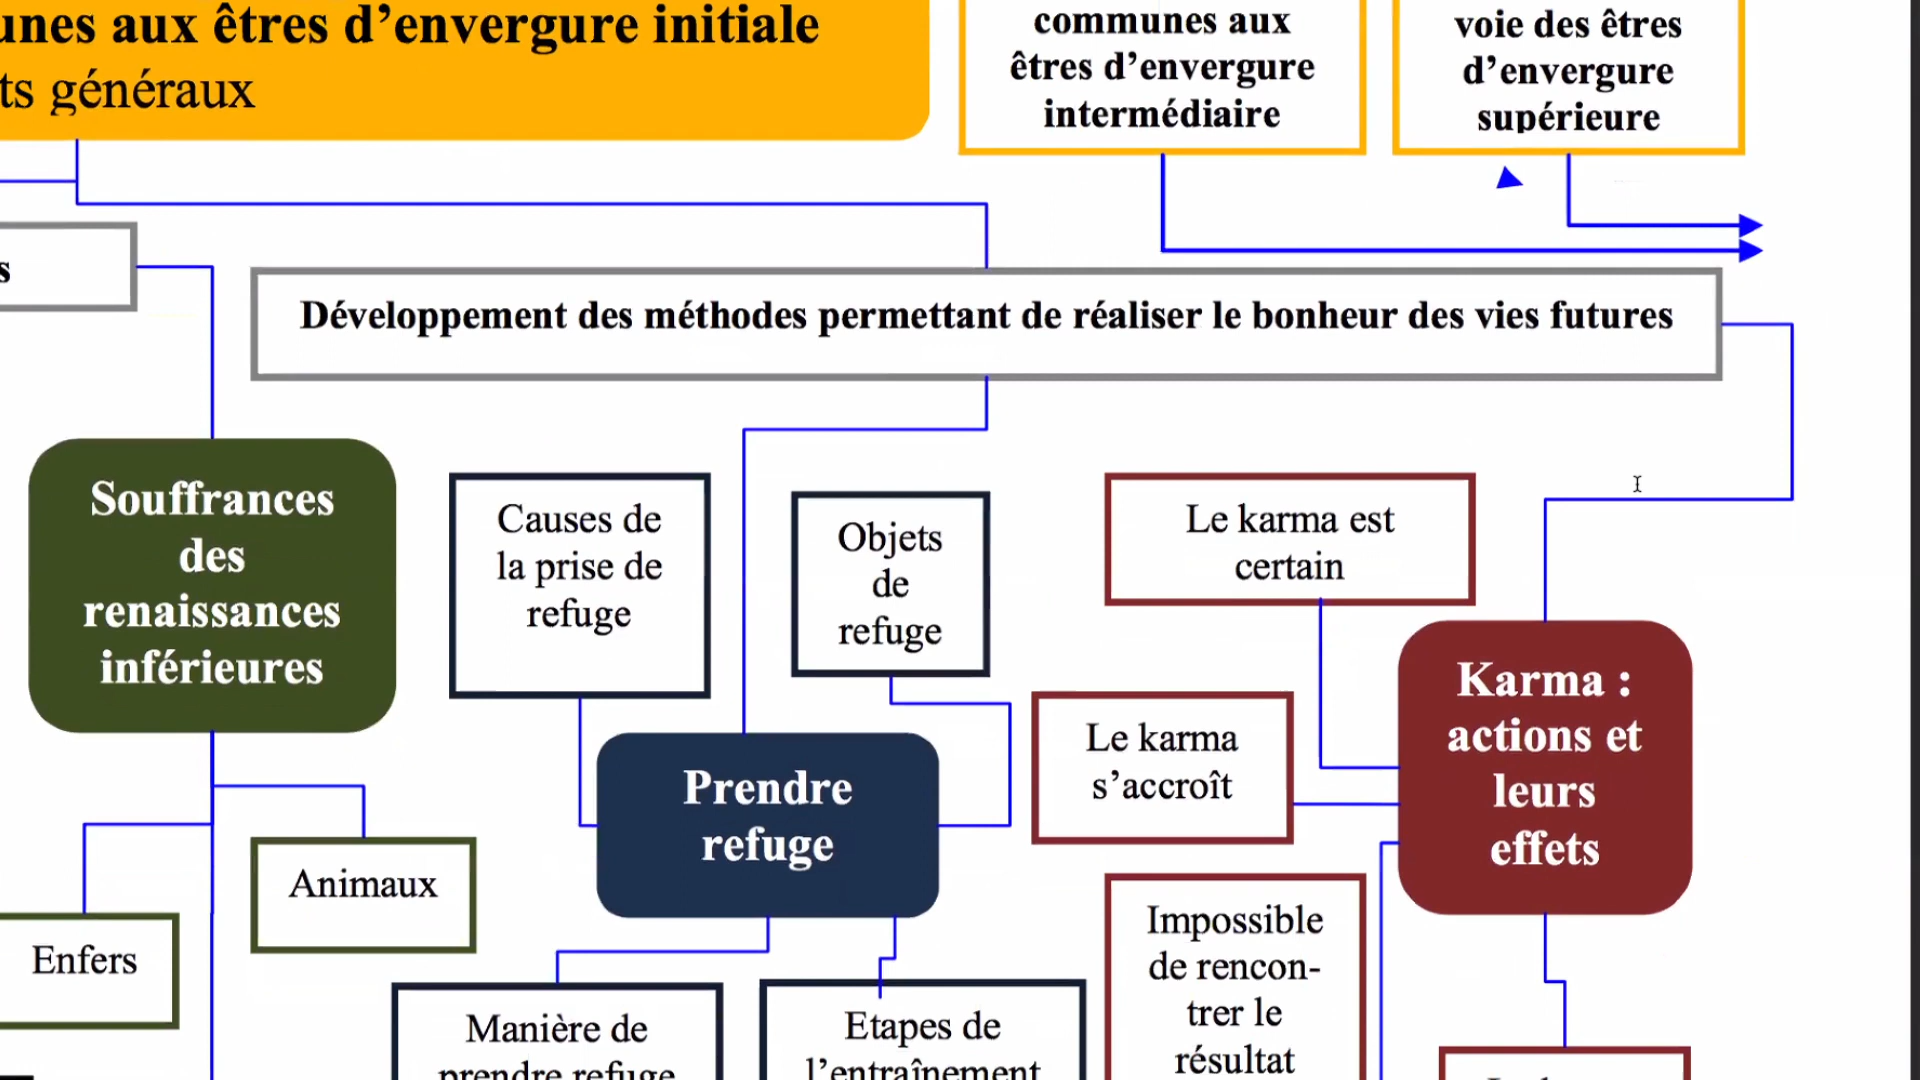 unes aux êtres d’envergure initiale
ts généraux
communes aux
êtres d’envergure
intermédiaire
voie des êtres
d’envergure
supérieure
s
Développement des méthodes permettant de réaliser le bonheur des vies futures
Souffrances
des
renaissances
inférieures
Causes de
la prise de
refuge
Objets
de
refuge
Le karma est
certain
Karma :
actions et
leurs
effets
Le karma
s’accroît
Prendre
refuge
Animaux
Enfers
Impossible
de rencon-
trer le
résultat
Manière de
prendre refuge
Etapes de
l’entraînement